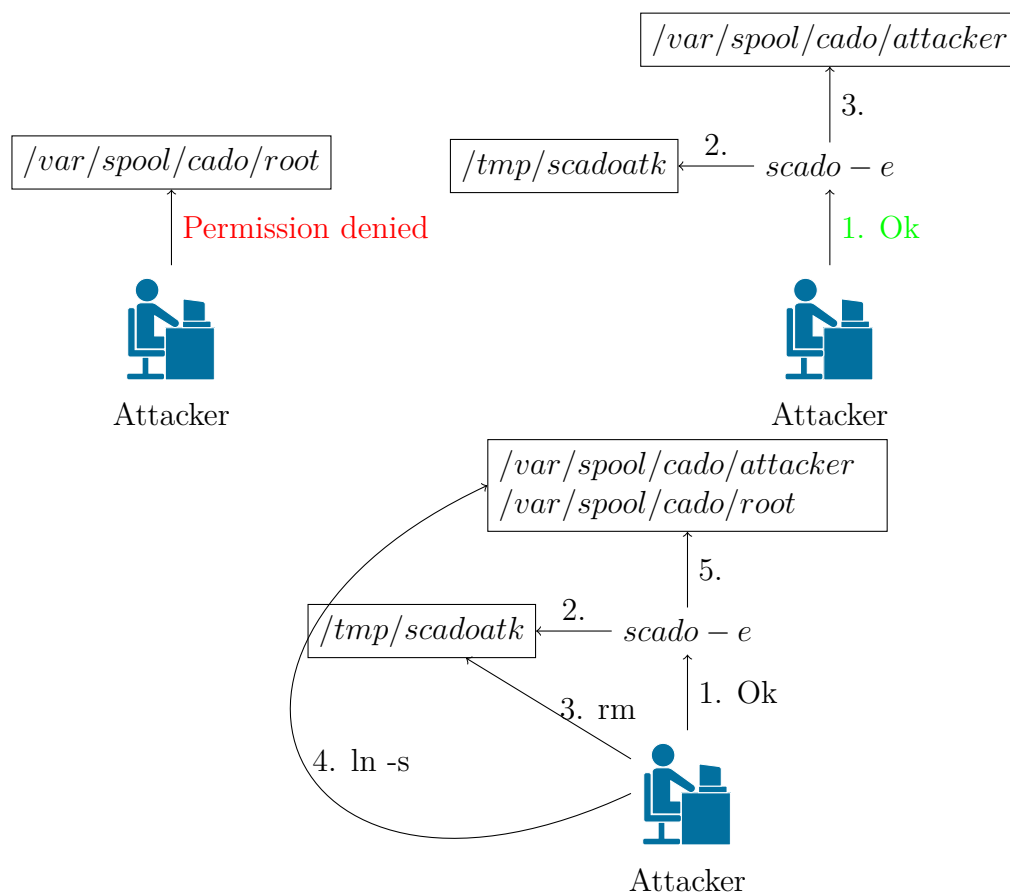 /var/spool/cado/root
Permission denied
Attacker
/var/spool/cado/attacker
3.
/tmp/scadoatk
2.
scado − e
1. Ok
Attacker
/var/spool/cado/attacker
/var/spool/cado/root
5.
/tmp/scadoatk
2.
scado − e
1. Ok
3. rm
4. ln -s
Attacker